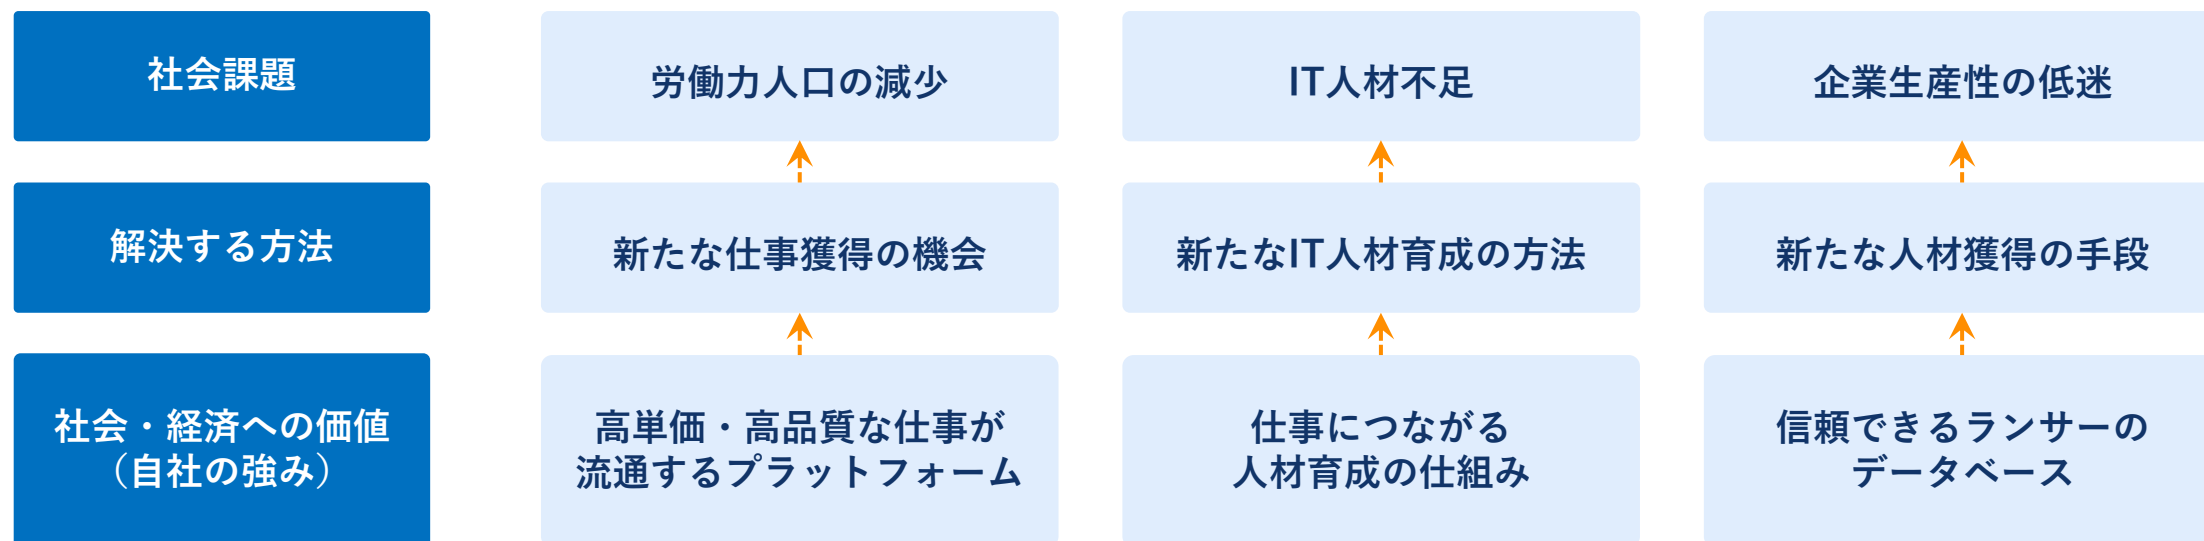 社会課題
労働力人口の減少
IT人材不足
企業生産性の低迷
解決する方法
新たな仕事獲得の機会
新たなIT人材育成の方法
新たな人材獲得の手段
社会・経済への価値
（自社の強み）
高単価・高品質な仕事が
流通するプラットフォーム
仕事につながる
人材育成の仕組み
信頼できるランサーの
データベース